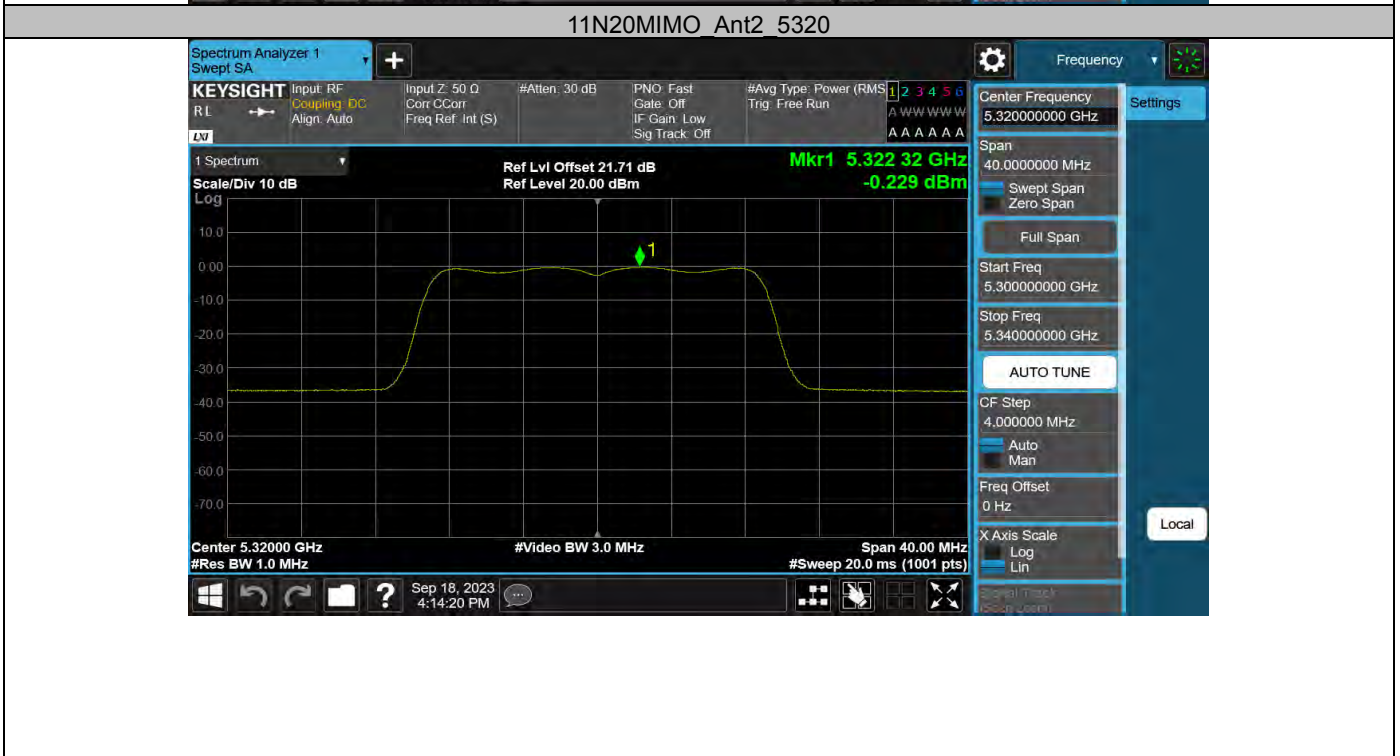 11N20MIMO_Ant2_5320
Spectrum Analyzer 1
Swept SA
+
Frequency
KEYSIGHT
RL
LXI
Input: RF
Coupling: DC
Align: Auto
Input Z: 50 Ω
Corr CCorr
Freq Ref: Int (S)
#Atten: 30 dB
PNO: Fast
Gate: Off
IF Gain: Low
Sig Track: Off
#Avg Type: Power (RMS
Trig: Free Run
1 2 3 4 5 6
A W W W W W
A A A A A A
Center Frequency
5.320000000 GHz
Settings
Span
40.0000000 MHz
Swept Span
Zero Span
Full Span
Start Freq
5.300000000 GHz
Stop Freq
5.340000000 GHz
AUTO TUNE
CF Step
4.000000 MHz
Auto
Man
Freq Offset
0 Hz
X Axis Scale
Log
Lin
Signal Track
(Span Zoom)
Local
1 Spectrum
Scale/Div 10 dB
Log
Ref Lvl Offset 21.71 dB
Ref Level 20.00 dBm
Mkr1 5.322 32 GHz
-0.229 dBm
1
10.0
0.00
-10.0
-20.0
-30.0
-40.0
-50.0
-60.0
-70.0
Center 5.32000 GHz
#Res BW 1.0 MHz
#Video BW 3.0 MHz
Span 40.00 MHz
#Sweep 20.0 ms (1001 pts)
?
Sep 18, 2023
4:14:20 PM